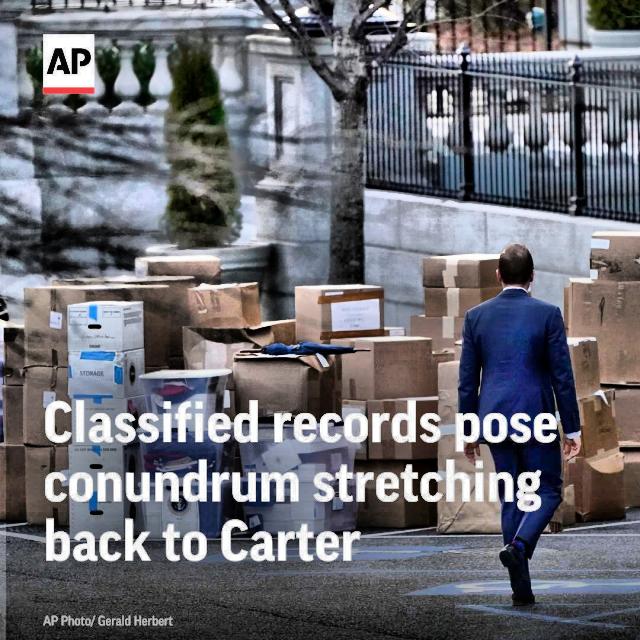 AP
STORAGE
Classified records pose
conundrum stretching
back to Carter
AP Photo/ Gerald Herbert